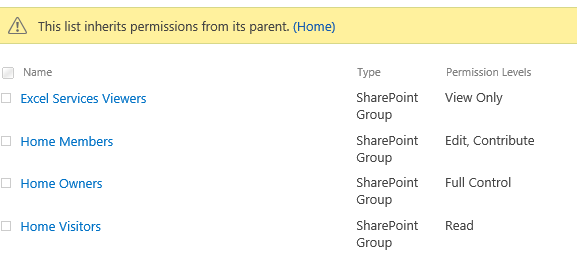 This list inherits permissions from its parent. (Home)
Name Type Permission Levels
Excel Services Viewers SharePoint Group View Only
Home Members SharePoint Group Edit, Contribute
Home Owners SharePoint Group Full Control
Home Visitors SharePoint Group Read